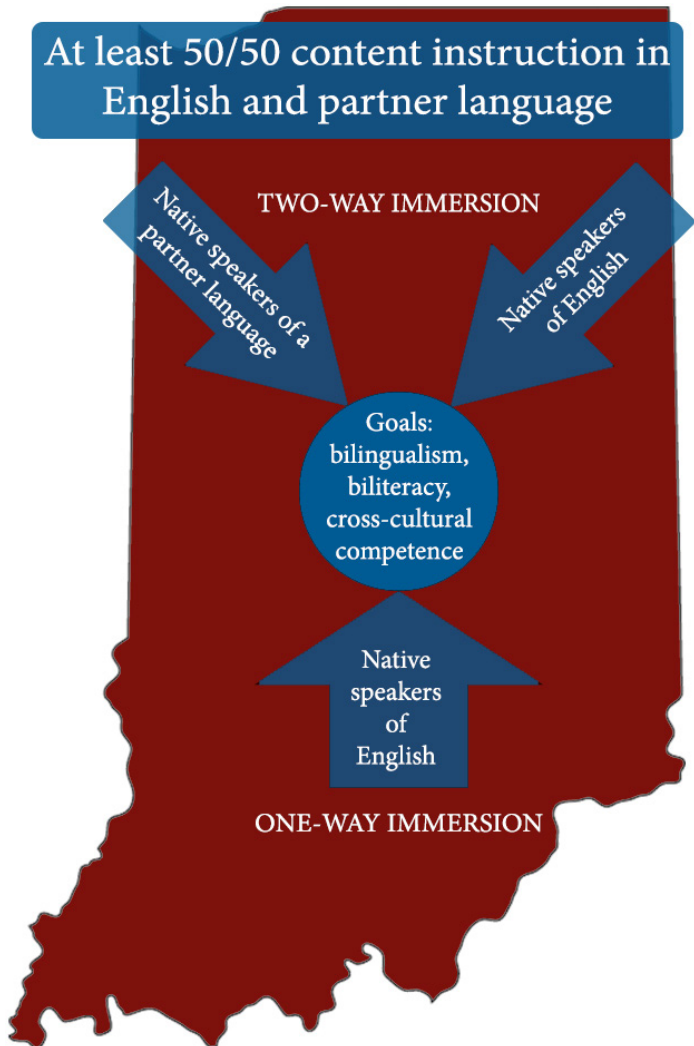 At least 50/50 content instruction in
English and partner language
TWO-WAY IMMERSION
Native speakers of a
partner language
Native speakers
of English
Goals:
bilingualism,
biliteracy,
cross-cultural
competence
Native
speakers
of
English
ONE-WAY IMMERSION